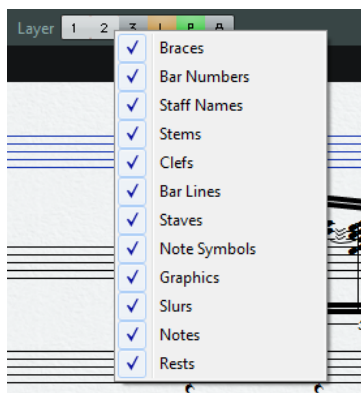 Layer 1 2 3 L P A
Braces
Bar Numbers
Staff Names
Stems
Clefs
Bar Lines
Staves
Note Symbols
Graphics
Slurs
Notes
Rests